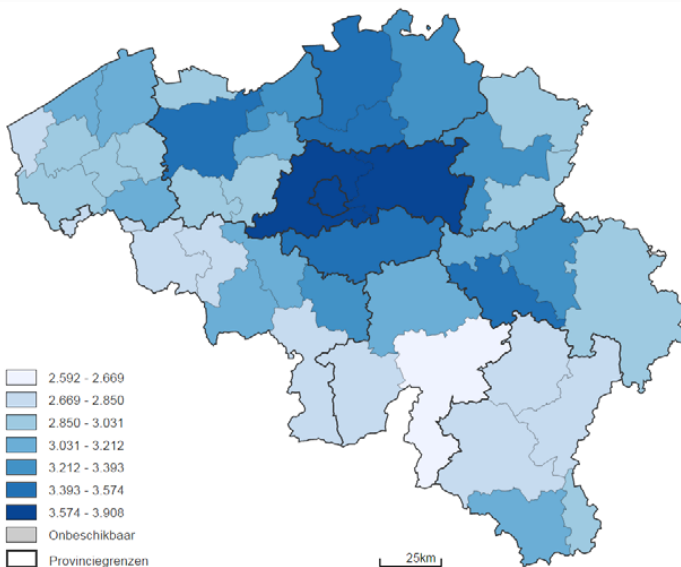 2.592 - 2.669
2.669 - 2.850
2.850 - 3.031
3.031 - 3.212
3.212 - 3.393
3.393 - 3.574
3.574 - 3.908
Onbeschikbaar
Provinciegrenzen
25km